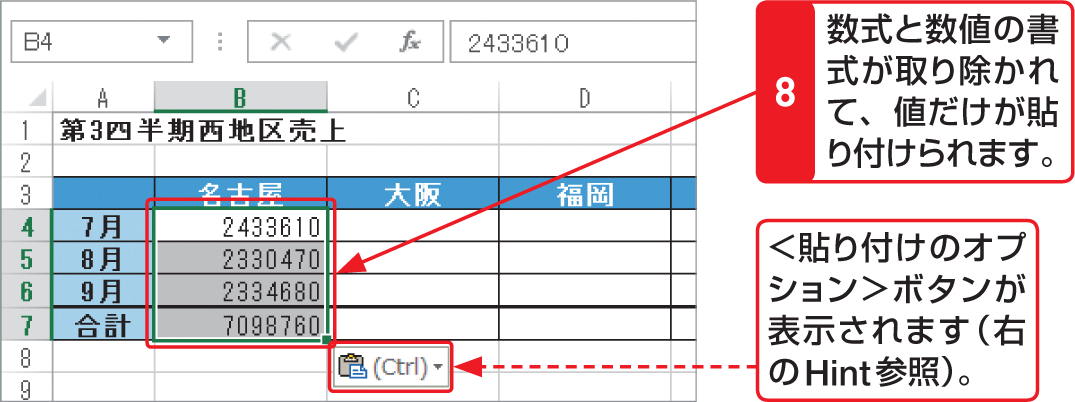 B4
fx
2433610
A B C D
1 第3四半期西地区売上
2
3 名古屋 大阪 福岡
4 7月 2433610
5 8月 2330470
6 9月 2334680
7 合計 7098760
8
9
(Ctrl)
8
数式と数値の書
式が取り除かれ
て、値だけが貼
り付けられます。
<貼り付けのオプ
ション>ボタンが
表示されます（右
のHint参照）。